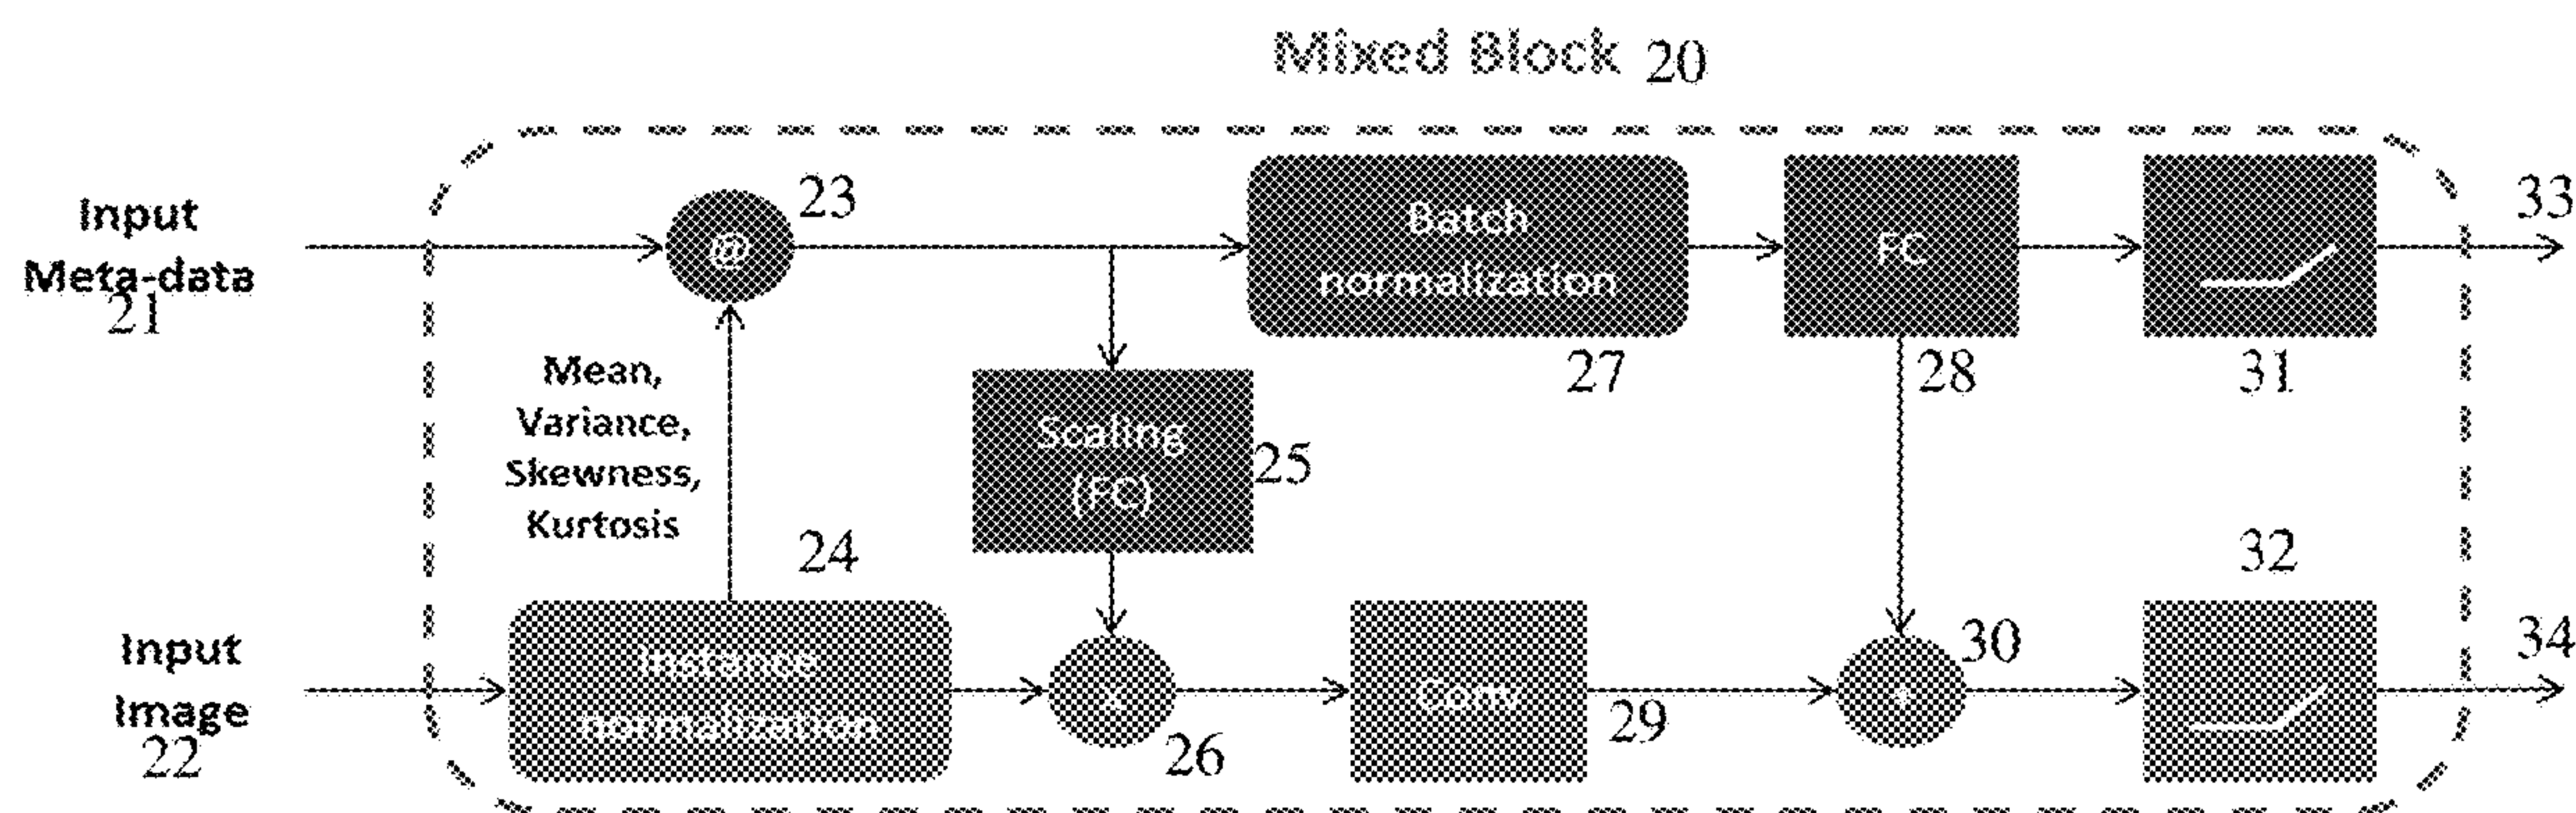 Mixed Block 20
Input
Meta-data
21
@
23
Batch
normalization
27
FC
28
31
33
Mean,
Variance,
Skewness,
Kurtosis
Scaling
(FC)
25
Input
Image
22
Instance
normalization
24
x
26
Conv
29
+
30
32
34